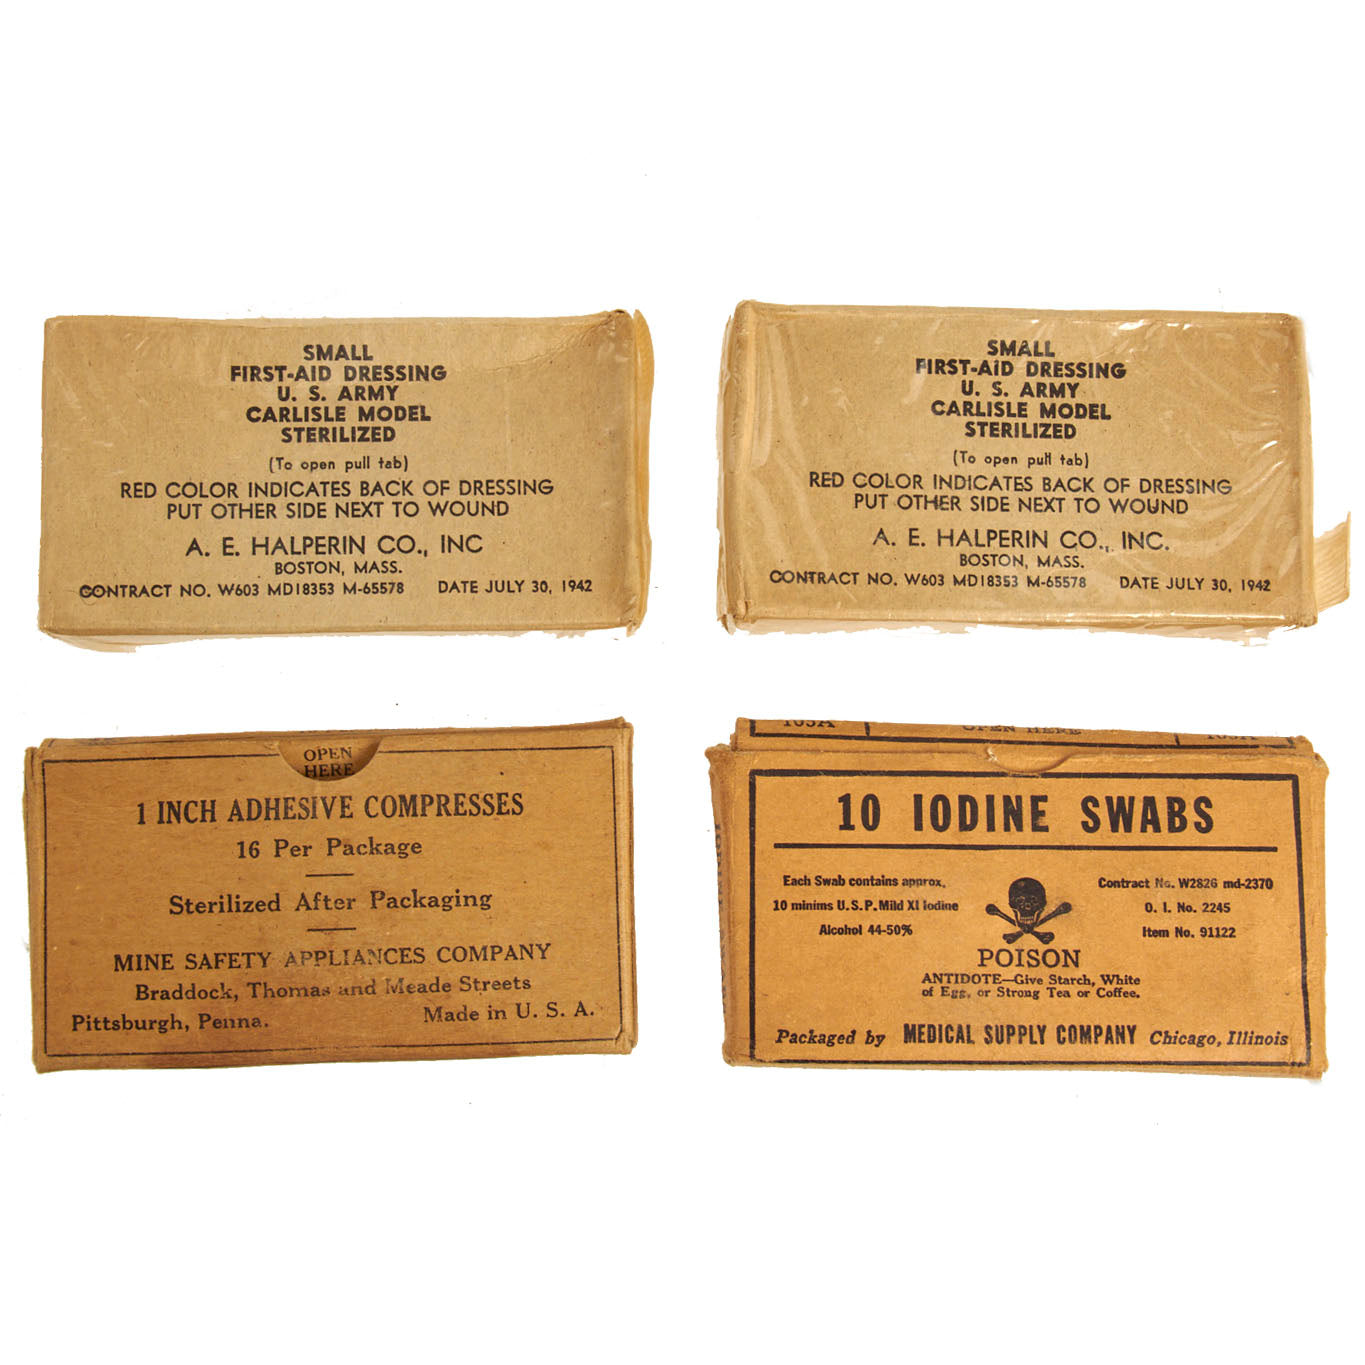 SMALL
FIRST-AID DRESSING
U. S. ARMY
CARLISLE MODEL
STERILIZED
(To open pull tab)
RED COLOR INDICATES BACK OF DRESSING
PUT OTHER SIDE NEXT TO WOUND
A. E. HALPERIN CO., INC
BOSTON, MASS.
CONTRACT NO. W603 MD18353 M-65578 DATE JULY 30, 1942
SMALL
FIRST-AID DRESSING
U. S. ARMY
CARLISLE MODEL
STERILIZED
(To open pull tab)
RED COLOR INDICATES BACK OF DRESSING
PUT OTHER SIDE NEXT TO WOUND
A. E. HALPERIN CO., INC.
BOSTON, MASS.
CONTRACT NO. W603 MD18353 M-65578 DATE JULY 30, 1942
OPEN
HERE
1 INCH ADHESIVE COMPRESSES
16 Per Package
Sterilized After Packaging
MINE SAFETY APPLIANCES COMPANY
Braddock, Thomas and Meade Streets
Pittsburgh, Penna. Made in U. S. A.
OPEN HERE
10 IODINE SWABS
Each Swab contains approx.
10 minims U. S. P. Mild XI Iodine
Alcohol 44-50%
Contract No. W2826 md-2370
O. I. No. 2245
Item No. 91122
POISON
ANTIDOTE—Give Starch, White
of Egg, or Strong Tea or Coffee.
Packaged by MEDICAL SUPPLY COMPANY Chicago, Illinois